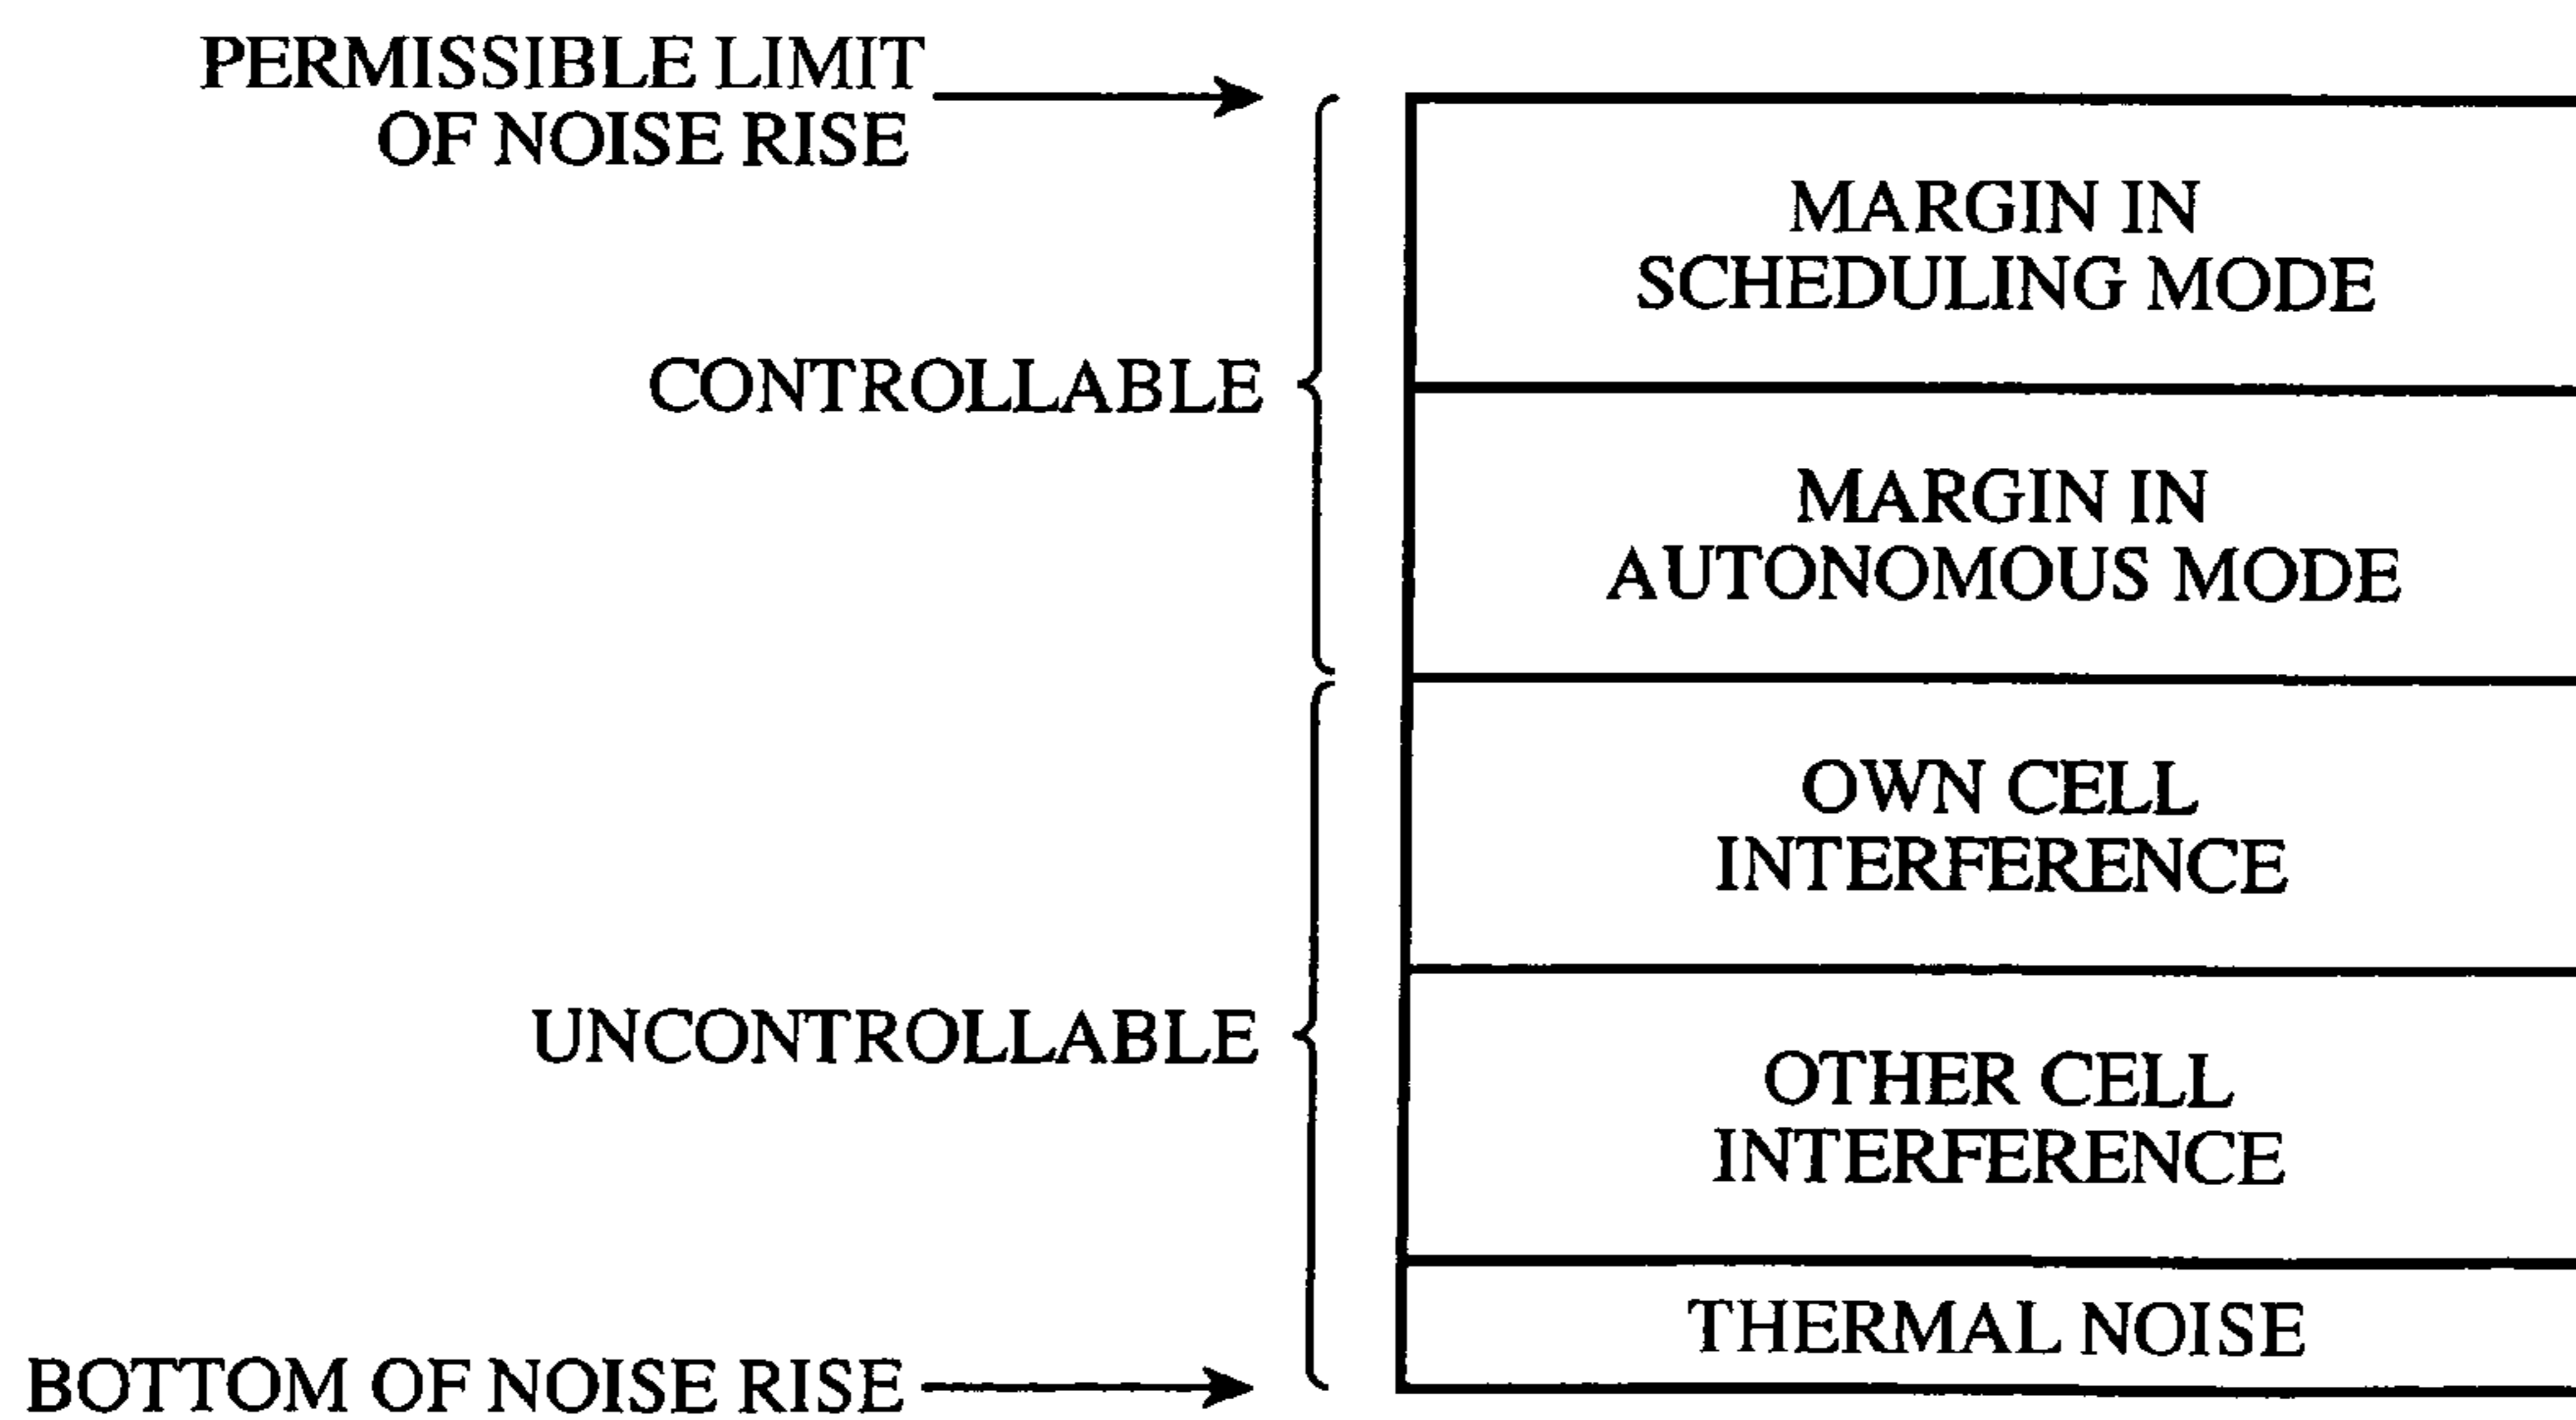 PERMISSIBLE LIMIT
OF NOISE RISE
MARGIN IN
SCHEDULING MODE
CONTROLLABLE
MARGIN IN
AUTONOMOUS MODE
OWN CELL
INTERFERENCE
UNCONTROLLABLE
OTHER CELL
INTERFERENCE
THERMAL NOISE
BOTTOM OF NOISE RISE